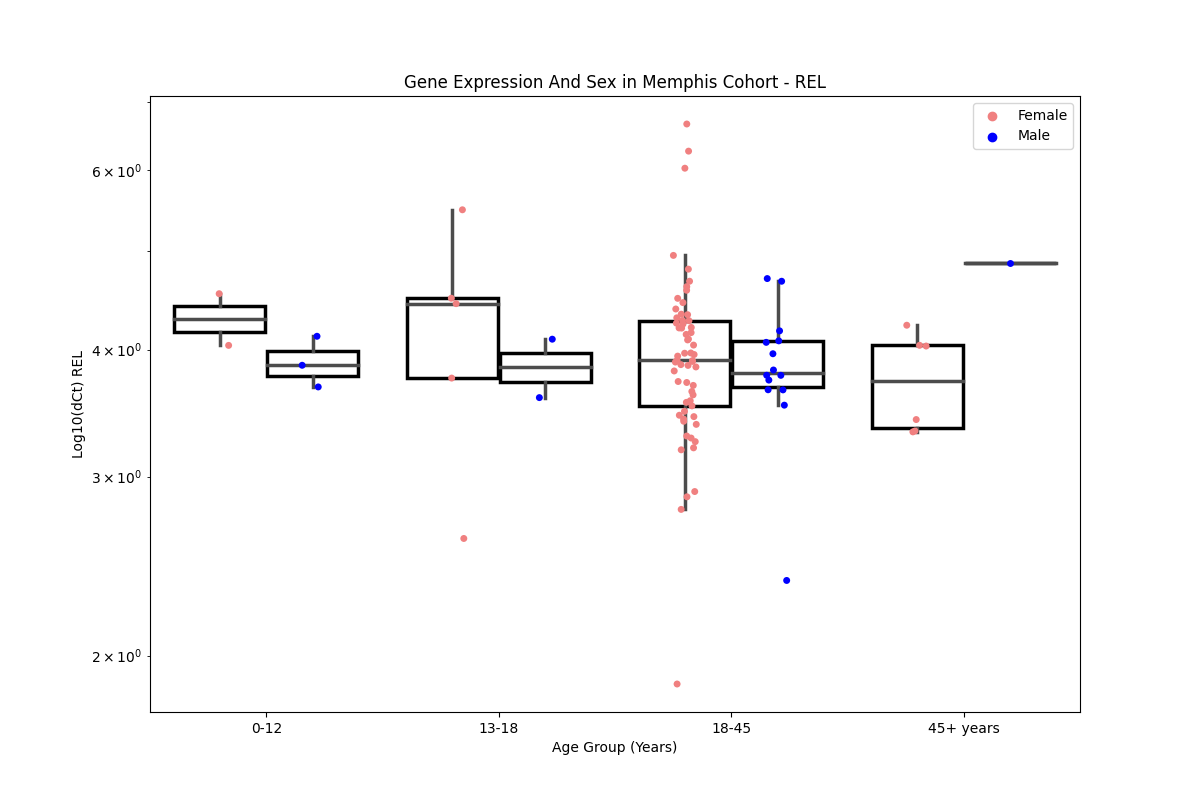 Gene Expression And Sex in Memphis Cohort - REL
Female
Male
Log10(dCt) REL
6 × 10⁰
4 × 10⁰
3 × 10⁰
2 × 10⁰
0-12
13-18
18-45
45+ years
Age Group (Years)